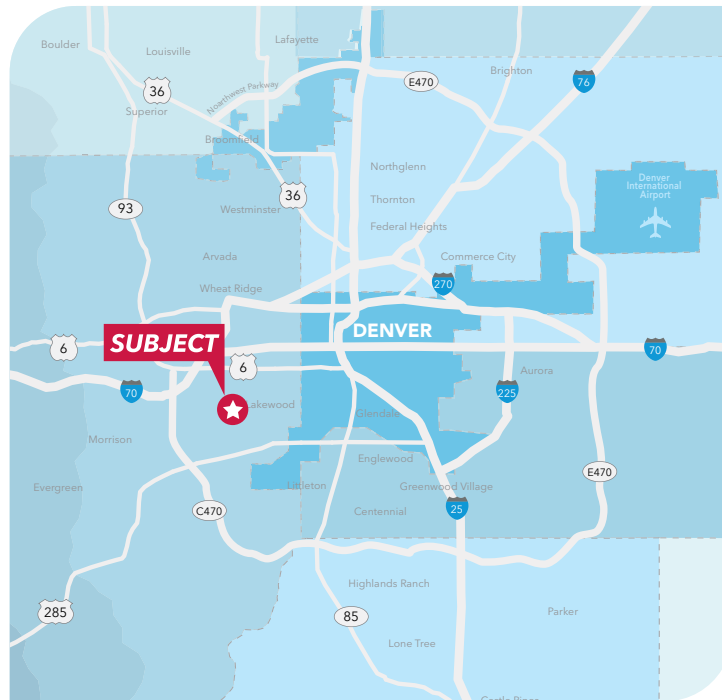 Lafayette
Boulder
Louisville
Brighton
E470
76
36
Noarthwest Parkway
Superior
Broomfield
Northglenn
Denver
International
Airport
36
Thornton
93
Westminster
Federal Heights
Arvada
Commerce City
270
Wheat Ridge
DENVER
SUBJECT
6
70
6
Aurora
70
225
akewood
Glendale
Morrison
Englewood
E470
Evergreen
Littleton
Greenwood Village
C470
25
Centennial
Highlands Ranch
285
85
Parker
Lone Tree